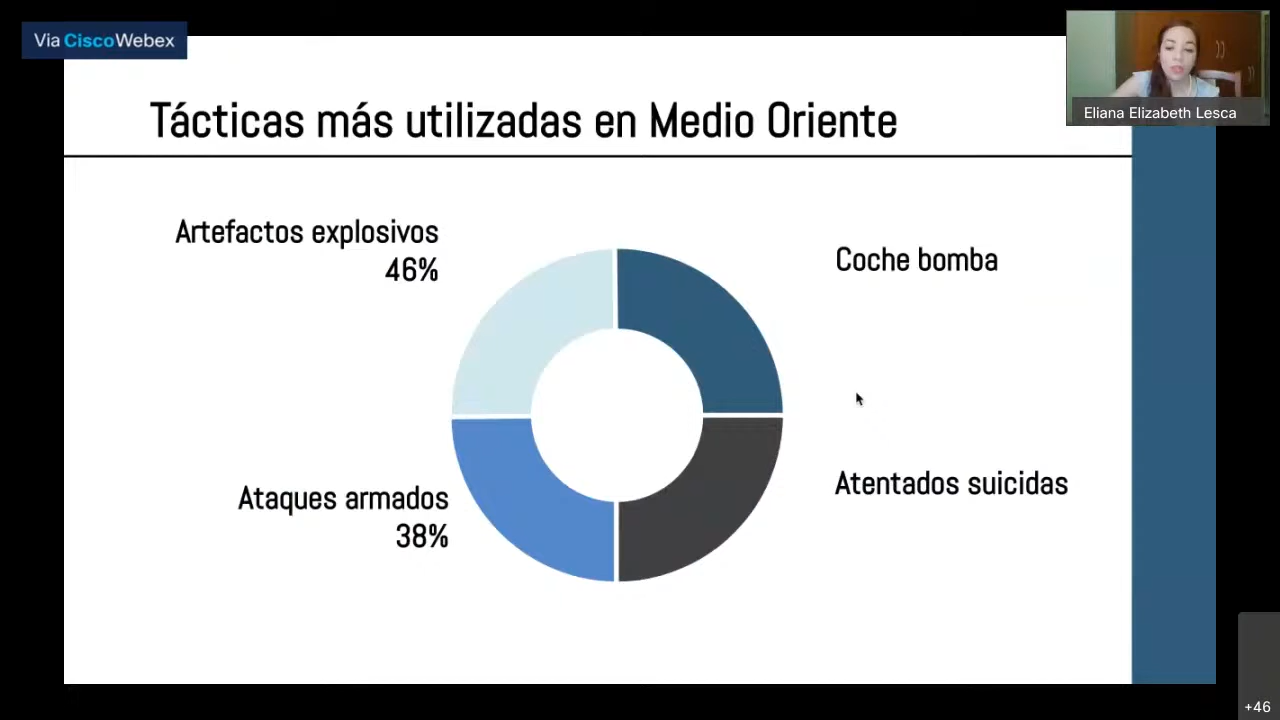 Via CiscoWebex
Eliana Elizabeth Lesca
Tácticas más utilizadas en Medio Oriente
Artefactos explosivos
46%
Coche bomba
Ataques armados
38%
Atentados suicidas
+46